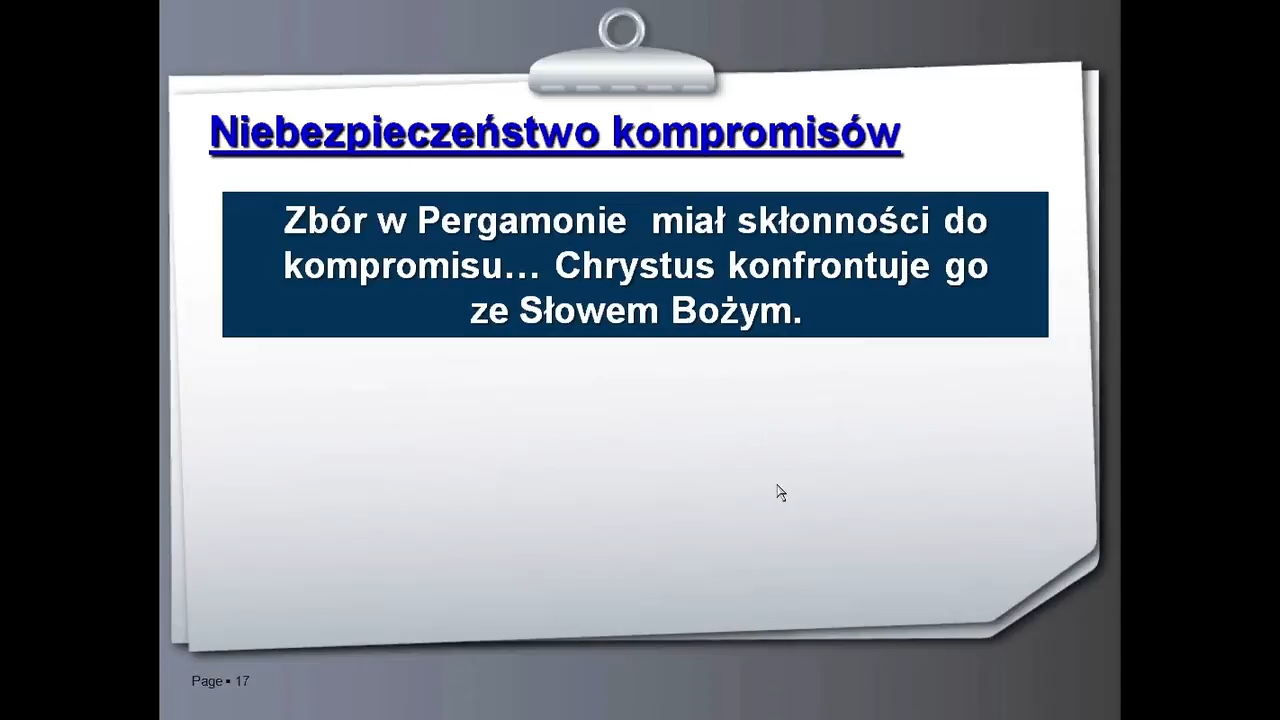 Niebezpieczeństwo kompromisów
Zbór w Pergamonie miał skłonności do
kompromisu... Chrystus konfrontuje go
ze Słowem Bożym.
Page ▪ 17